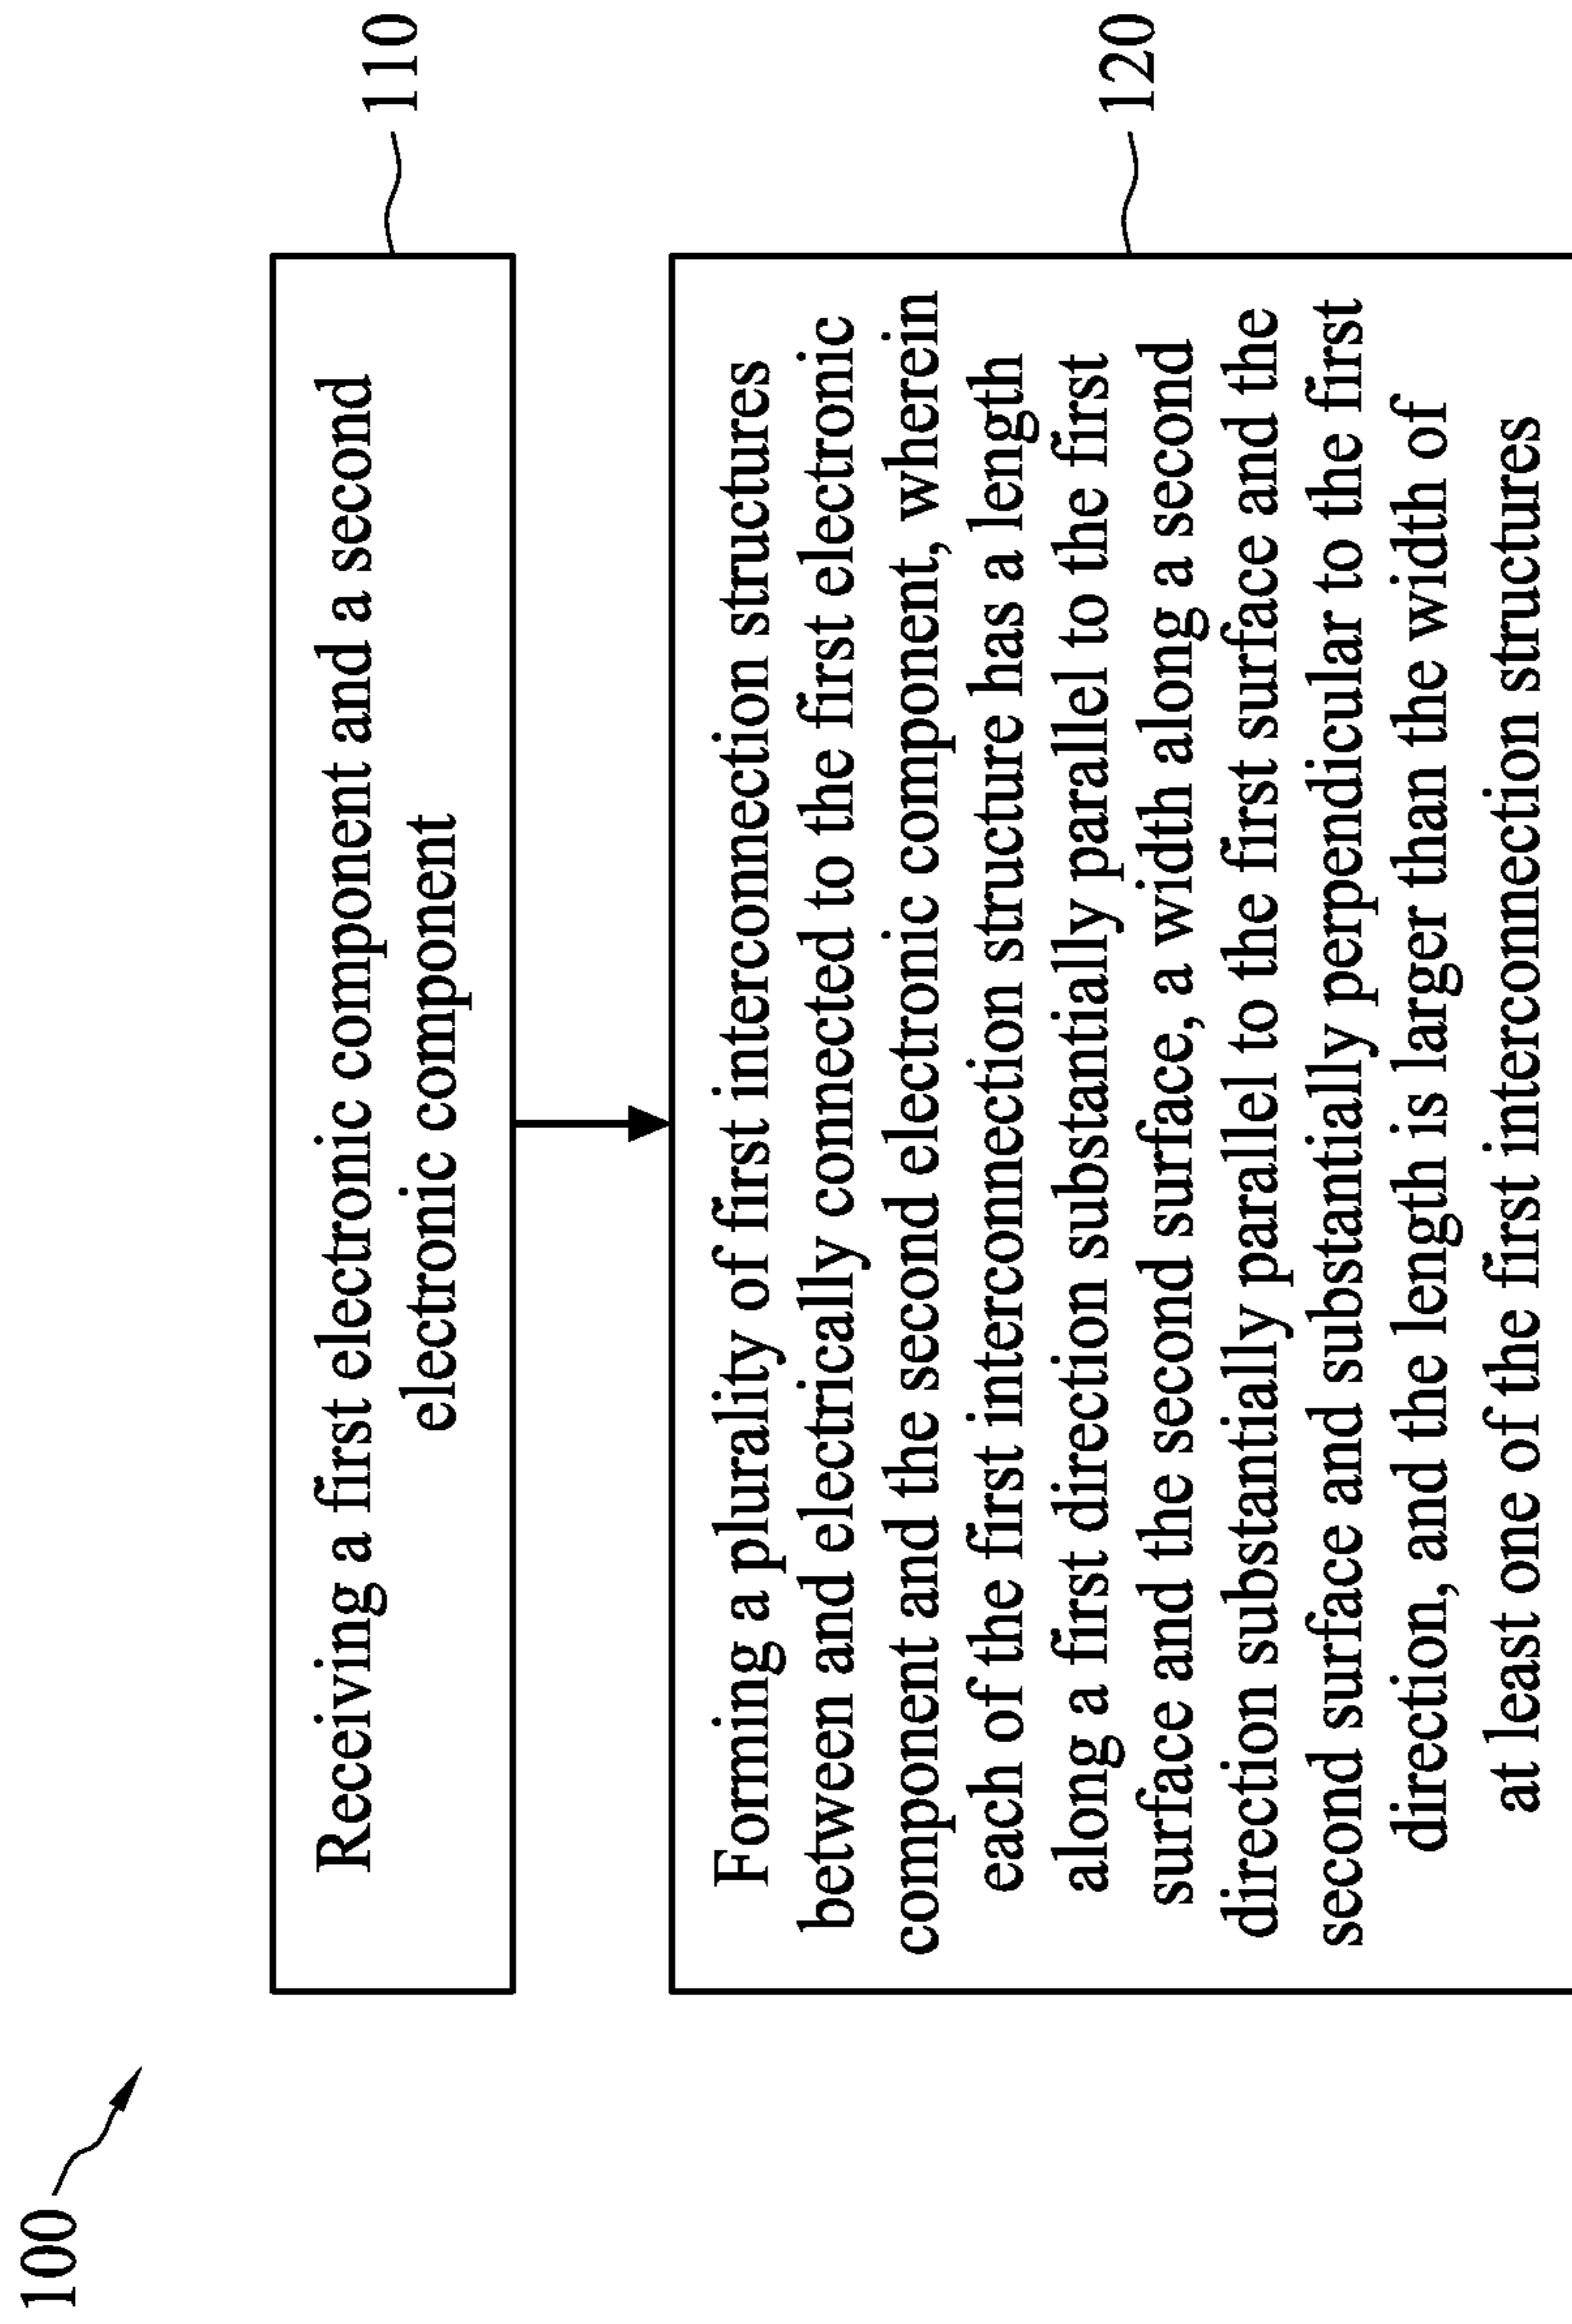 100
Receiving a first electronic component and a second
electronic component
110
Forming a plurality of first interconnection structures
between and electrically connected to the first electronic
component and the second electronic component, wherein
each of the first interconnection structure has a length
along a first direction substantially parallel to the first
surface and the second surface, a width along a second
direction substantially parallel to the first surface and the
second surface and substantially perpendicular to the first
direction, and the length is larger than the width of
at least one of the first interconnection structures
120